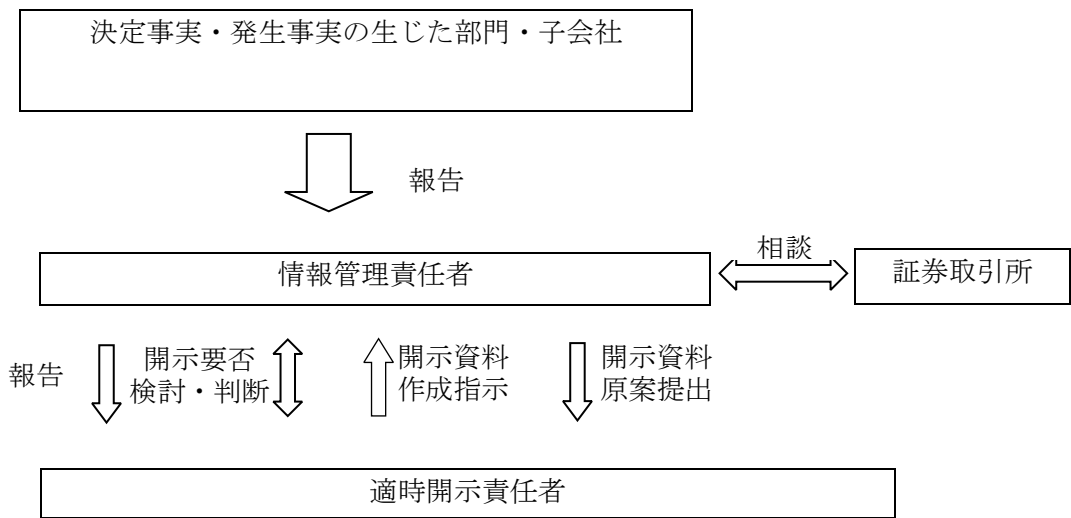 決定事実・発生事実の生じた部門・子会社
報告
情報管理責任者
相談
証券取引所
報告
開示要否
検討・判断
開示資料
作成指示
開示資料
原案提出
適時開示責任者